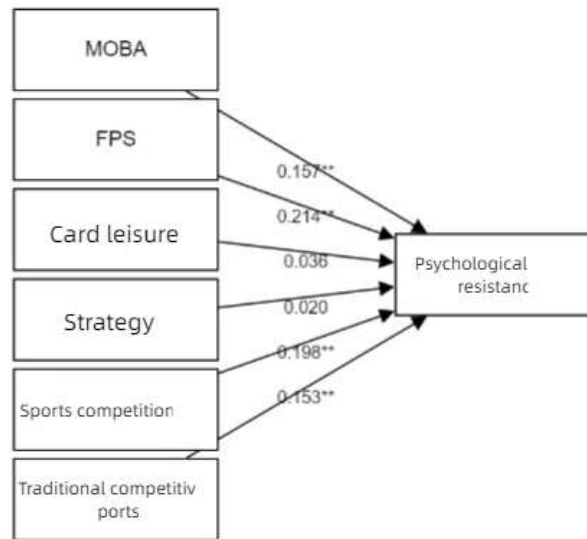 MOBA
FPS
Card leisure
Strategy
Sports competition
Traditional competitiv
ports
0.157**
0.214**
0.036
0.020
0.198**
0.153**
Psychological
resistanc